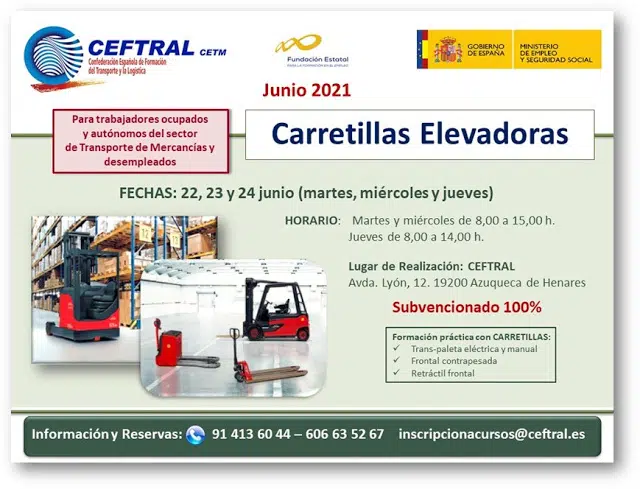 CEFTRAL CETM
Confederación Española de Formación
del Transporte y la Logística
Fundación Estatal
PARA LA FORMACIÓN EN EL EMPLEO
GOBIERNO
DE ESPAÑA
MINISTERIO
DE EMPLEO
Y SEGURIDAD SOCIAL
Junio 2021
Para trabajadores ocupados
y autónomos del sector
de Transporte de Mercancías y
desempleados
Carretillas Elevadoras
FECHAS: 22, 23 y 24 junio (martes, miércoles y jueves)
HORARIO: Martes y miércoles de 8,00 a 15,00 h.
Jueves de 8,00 a 14,00 h.
Lugar de Realización: CEFTRAL
Avda. Lyón, 12. 19200 Azuqueca de Henares
Subvencionado 100%
Formación práctica con CARRETILLAS:
✓ Trans-paleta eléctrica y manual
✓ Frontal contrapesada
✓ Retráctil frontal
Información y Reservas: 91 413 60 44 – 606 63 52 67 inscripcionacursos@ceftral.es